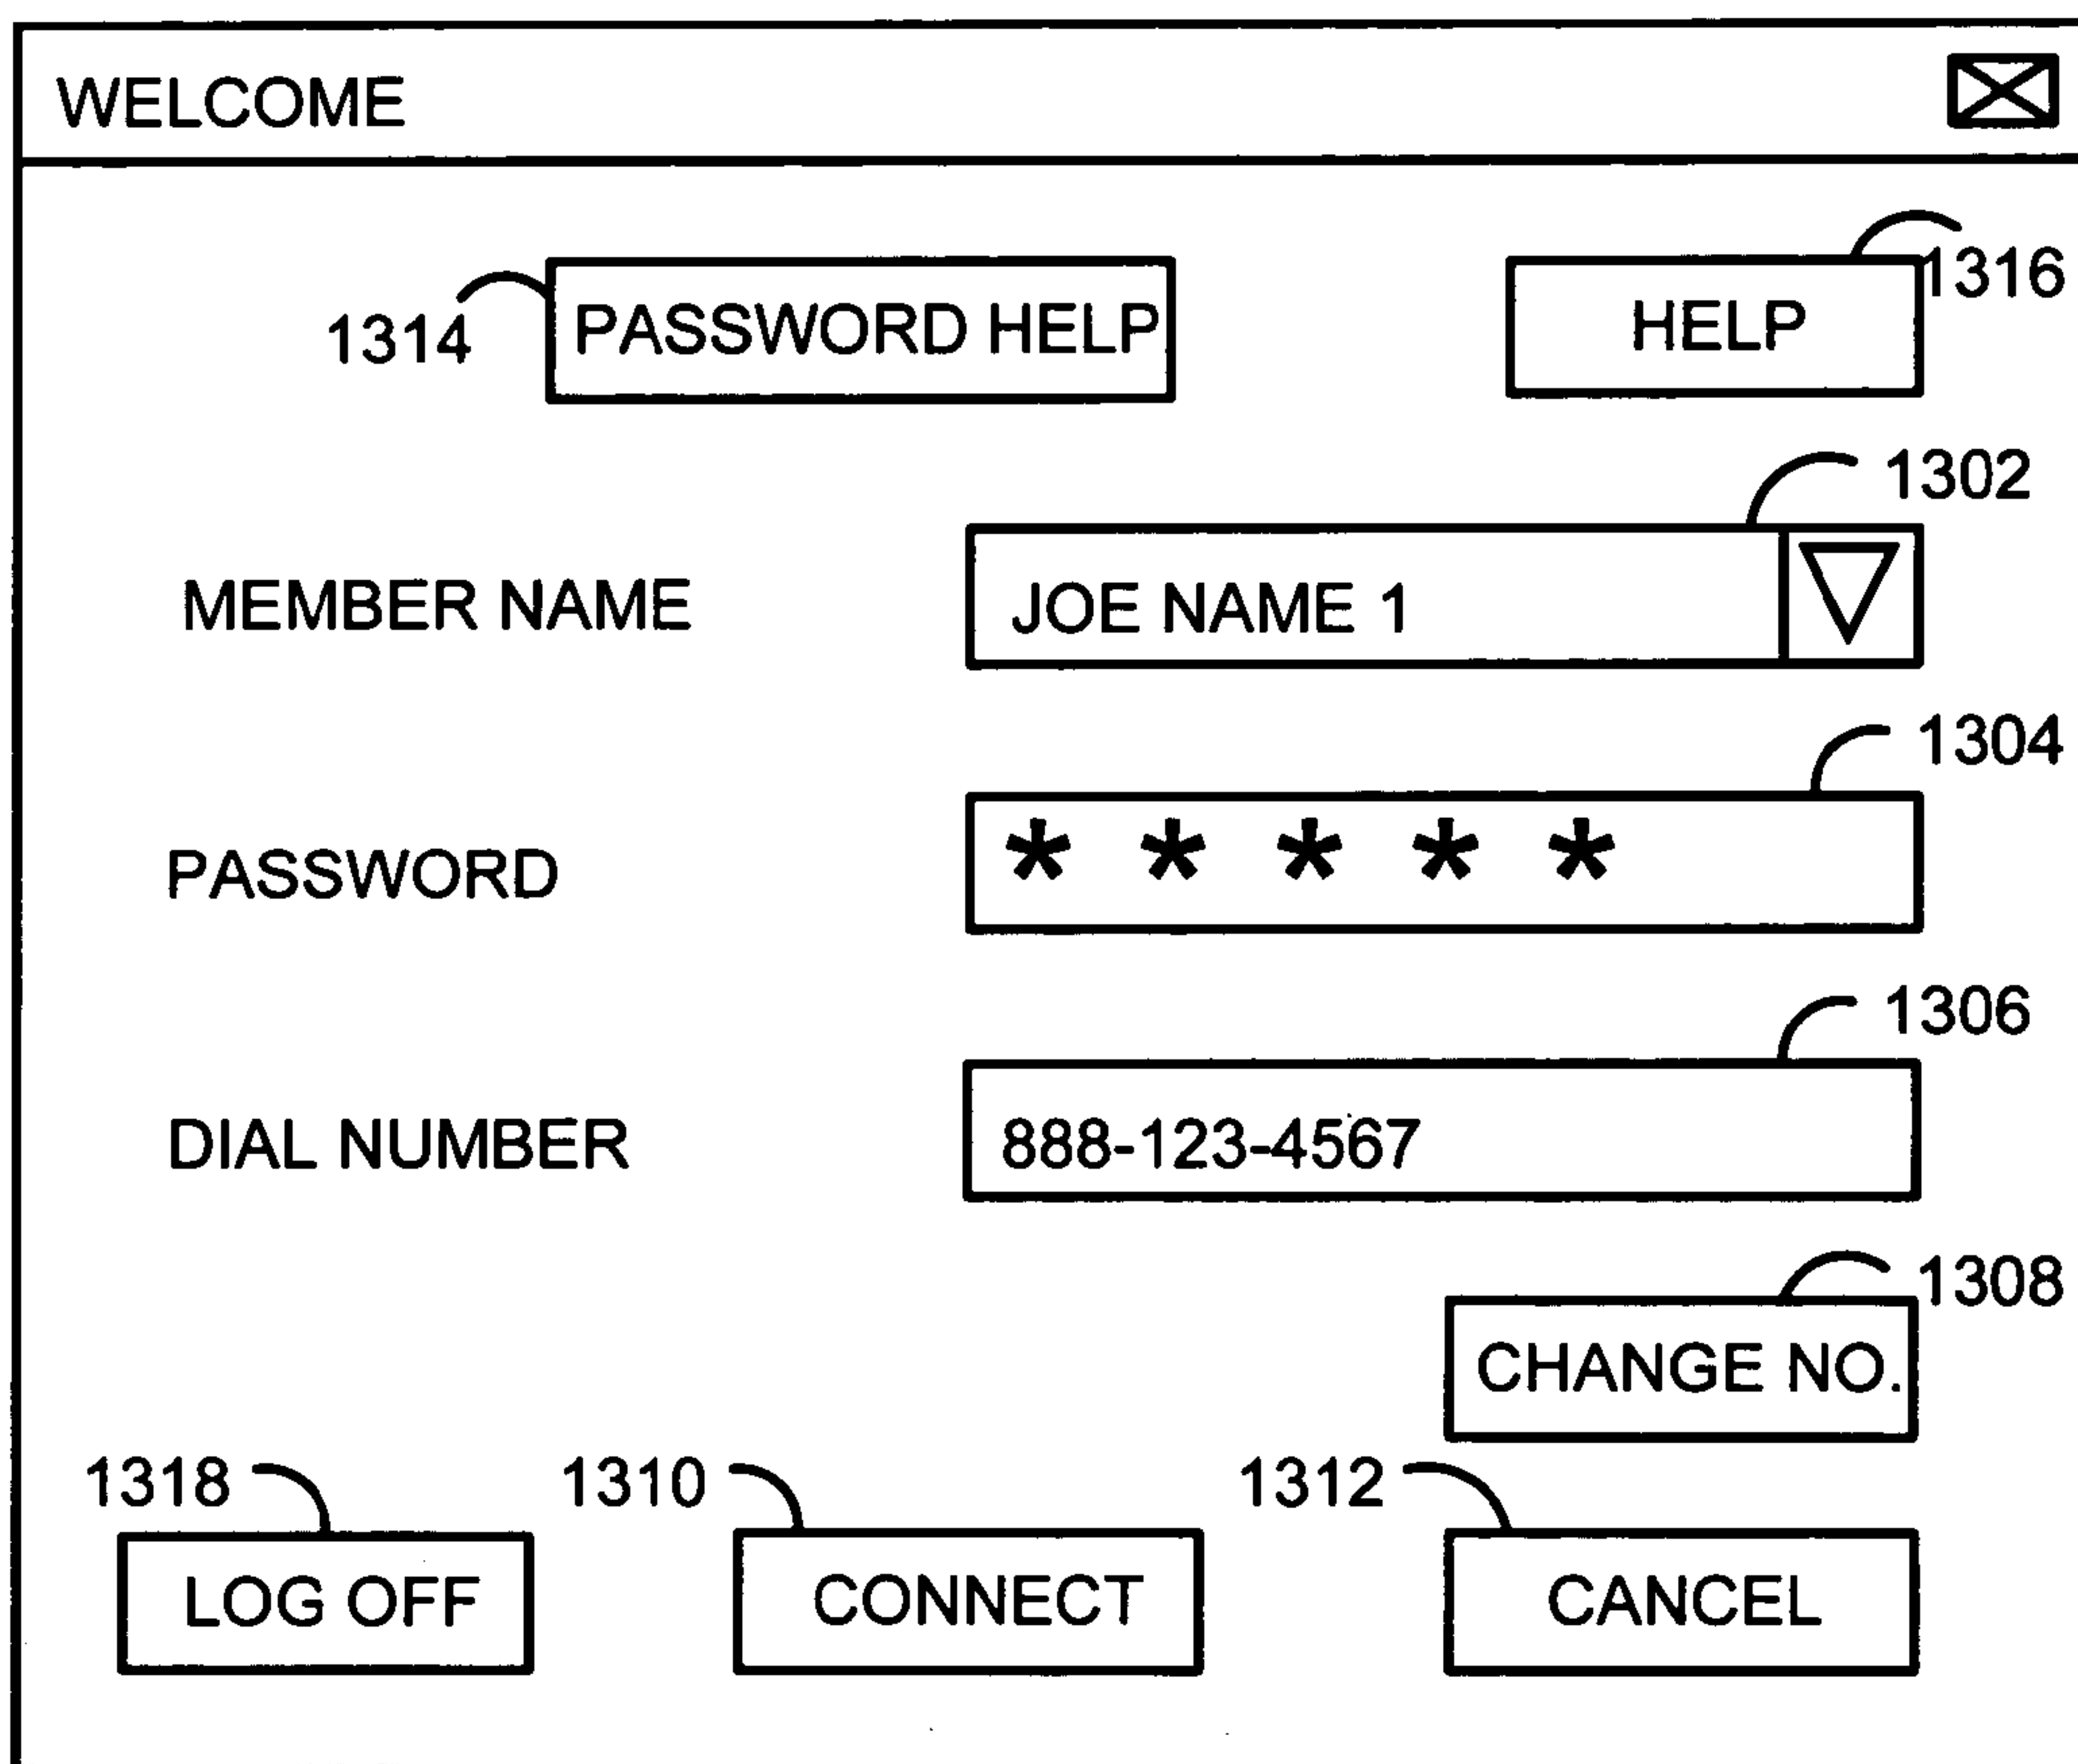 WELCOME
1316
1314 PASSWORD HELP HELP
1302
MEMBER NAME JOE NAME 1
1304
PASSWORD * * * * *
1306
DIAL NUMBER 888-123-4567
1308
CHANGE NO.
1318 1310 1312
LOG OFF CONNECT CANCEL